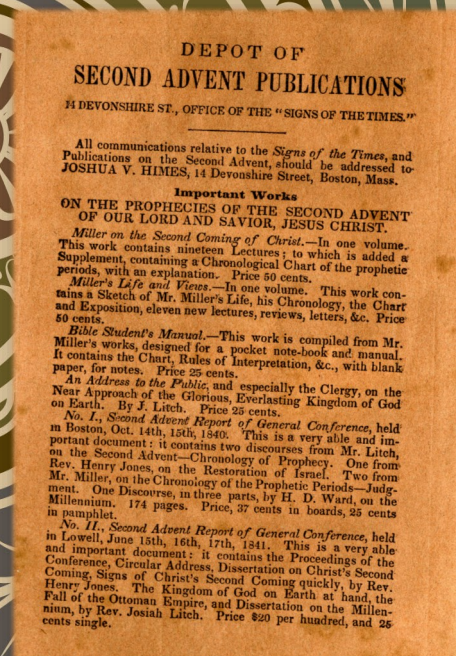 DEPOT OF
SECOND ADVENT PUBLICATIONS
14 DEVONSHIRE ST., OFFICE OF THE "SIGNS OF THE TIMES."
All communications relative to the Signs of the Times, and
Publications on the Second Advent, should be addressed to
JOSHUA V. HIMES, 14 Devonshire Street, Boston, Mass.
Important Works
ON THE PROPHECIES OF THE SECOND ADVENT
OF OUR LORD AND SAVIOR, JESUS CHRIST.
Miller on the Second Coming of Christ.—In one volume.
This work contains nineteen Lectures; to which is added a
Supplement, containing a Chronological Chart of the prophetic
periods, with an explanation. Price 50 cents.
Miller's Life and Views.—In one volume. This work con-
tains a Sketch of Mr. Miller's Life, his Chronology, the Chart
and Exposition, eleven new lectures, reviews, letters, &c. Price
50 cents.
Bible Student's Manual.—This work is compiled from Mr.
Miller's works, designed for a pocket note-book and manual.
It contains the Chart, Rules of Interpretation, &c., with blank
paper, for notes. Price 25 cents.
An Address to the Public, and especially the Clergy, on the
Near Approach of the Glorious, Everlasting Kingdom of God
on Earth. By J. Litch. Price 25 cents.
No. I., Second Advent Report of General Conference, held
in Boston, Oct. 14th, 15th, 1840. This is a very able and im-
portant document: it contains two discourses from Mr. Litch,
on the Second Advent—Chronology of Prophecy. One from
Rev. Henry Jones, on the Restoration of Israel. Two from
Mr. Miller, on the Chronology of the Prophetic Periods—Judg-
ment. One Discourse, in three parts, by H. D. Ward, on the
Millennium. 174 pages. Price, 37 cents in boards, 25 cents
in pamphlet.
No. II., Second Advent Report of General Conference, held
in Lowell, June 15th, 16th, 17th, 1841. This is a very able
and important document: it contains the Proceedings of the
Conference, Circular Address, Dissertation on Christ's Second
Coming, Signs of Christ's Second Coming quickly, by Rev.
Henry Jones. The Kingdom of God on Earth at hand, the
Fall of the Ottoman Empire, and Dissertation on the Millen-
nium, by Rev. Josiah Litch. Price $20 per hundred, and 25
cents single.